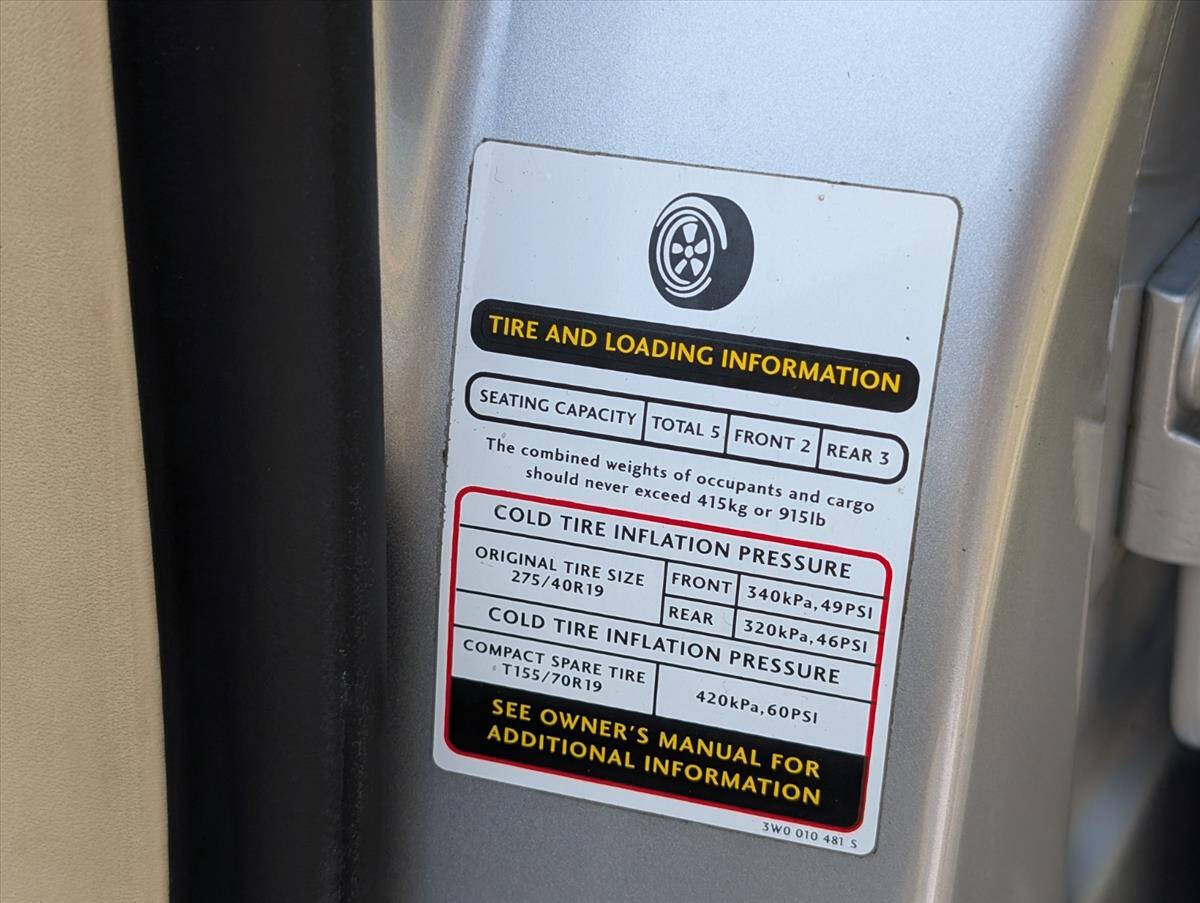 TIRE AND LOADING INFORMATION
SEATING CAPACITY TOTAL 5 FRONT 2 REAR 3
The combined weights of occupants and cargo
should never exceed 415kg or 915lb
COLD TIRE INFLATION PRESSURE
ORIGINAL TIRE SIZE
275/40R19
FRONT 340kPa,49PSI
REAR 320kPa,46PSI
COLD TIRE INFLATION PRESSURE
COMPACT SPARE TIRE
T155/70R19
420kPa,60PSI
SEE OWNER'S MANUAL FOR
ADDITIONAL INFORMATION
3W0 010 481 S